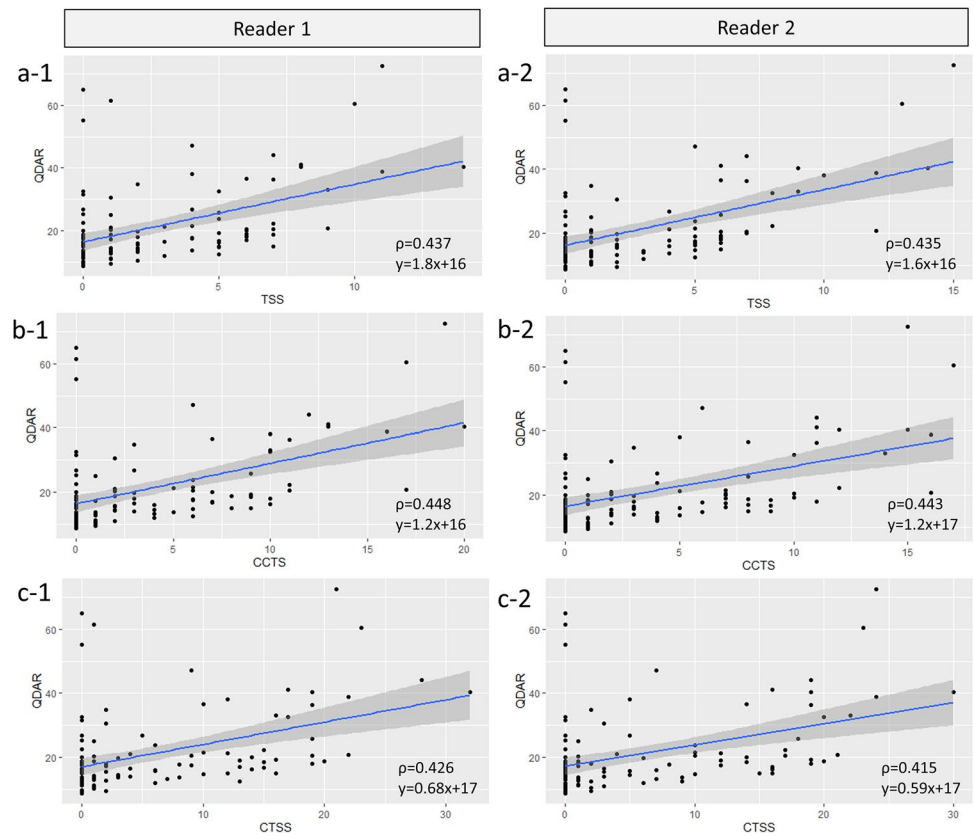 Reader 1
Reader 2
a-1
60
40
20
QDAR
0
5
10
TSS
ρ=0.437
y=1.8x+16
a-2
60
40
20
QDAR
0
5
10
15
TSS
ρ=0.435
y=1.6x+16
b-1
60
40
20
QDAR
0
5
10
15
20
CCTS
ρ=0.448
y=1.2x+16
b-2
60
40
20
QDAR
0
5
10
15
CCTS
ρ=0.443
y=1.2x+17
c-1
60
40
20
QDAR
0
10
20
30
CTSS
ρ=0.426
y=0.68x+17
c-2
60
40
20
QDAR
0
10
20
30
CTSS
ρ=0.415
y=0.59x+17